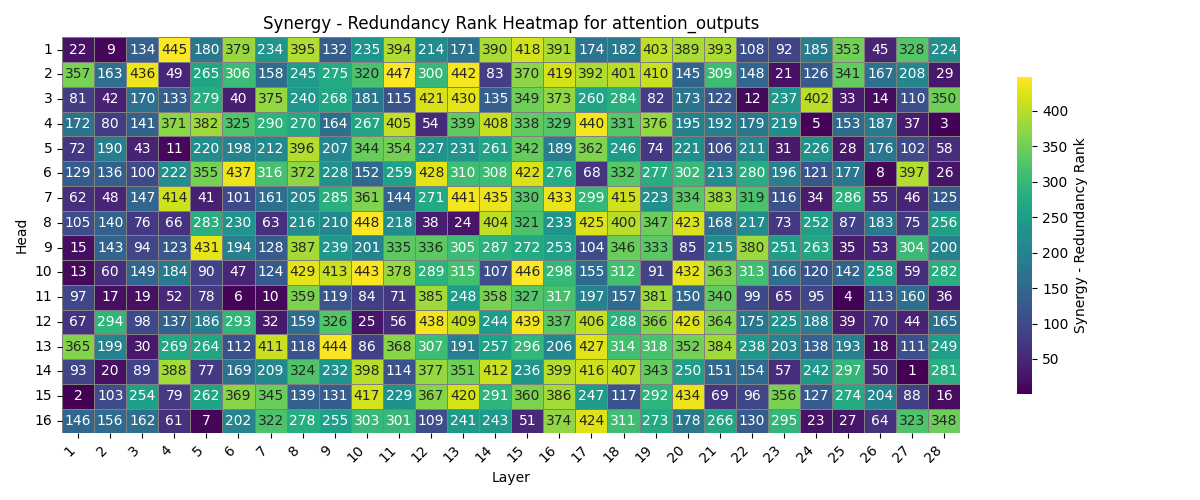 Synergy - Redundancy Rank Heatmap for attention_outputs
1 22 9 134 445 180 379 234 395 132 235 394 214 171 390 418 391 174 182 403 389 393 108 92 185 353 45 328 224
2 357 163 436 49 265 306 158 245 275 320 447 300 442 83 370 419 392 401 410 145 309 148 21 126 341 167 208 29
3 81 42 170 133 279 40 375 240 268 181 115 421 430 135 349 373 260 284 82 173 122 12 237 402 33 14 110 350
4 172 80 141 371 382 325 290 270 164 267 405 54 339 408 338 329 440 331 376 195 192 179 219 5 153 187 37 3
5 72 190 43 11 220 198 212 396 207 344 354 227 231 261 342 189 362 246 74 221 106 211 31 226 28 176 102 58
6 129 136 100 222 355 437 316 372 228 152 259 428 310 308 422 276 68 332 277 302 213 280 196 121 177 8 397 26
7 62 48 147 414 41 101 161 205 285 361 144 271 441 435 330 433 299 415 223 334 383 319 116 34 286 55 46 125
8 105 140 76 66 283 230 63 216 210 448 218 38 24 404 321 233 425 400 347 423 168 217 73 252 87 183 75 256
9 15 143 94 123 431 194 128 387 239 201 335 336 305 287 272 253 104 346 333 85 215 380 251 263 35 53 304 200
10 13 60 149 184 90 47 124 429 413 443 378 289 315 107 446 298 155 312 91 432 363 313 166 120 142 258 59 282
11 97 17 19 52 78 6 10 359 119 84 71 385 248 358 327 317 197 157 381 150 340 99 65 95 4 113 160 36
12 67 294 98 137 186 293 32 159 326 25 56 438 409 244 439 337 406 288 366 426 364 175 225 188 39 70 44 165
13 365 199 30 269 264 112 411 118 444 86 368 307 191 257 296 206 427 314 318 352 384 238 203 138 193 18 111 249
14 93 20 89 388 77 169 209 324 232 398 114 377 351 412 236 399 416 407 343 250 151 154 57 242 297 50 1 281
15 2 103 254 79 262 369 345 139 131 417 229 367 420 291 360 386 247 117 292 434 69 96 356 127 274 204 88 16
16 146 156 162 61 7 202 322 278 255 303 301 109 241 243 51 374 424 311 273 178 266 130 295 23 27 64 323 348
1 2 3 4 5 6 7 8 9 10 11 12 13 14 15 16 17 18 19 20 21 22 23 24 25 26 27 28
Layer
Head
400
350
300
250
200
150
100
50
Synergy - Redundancy Rank